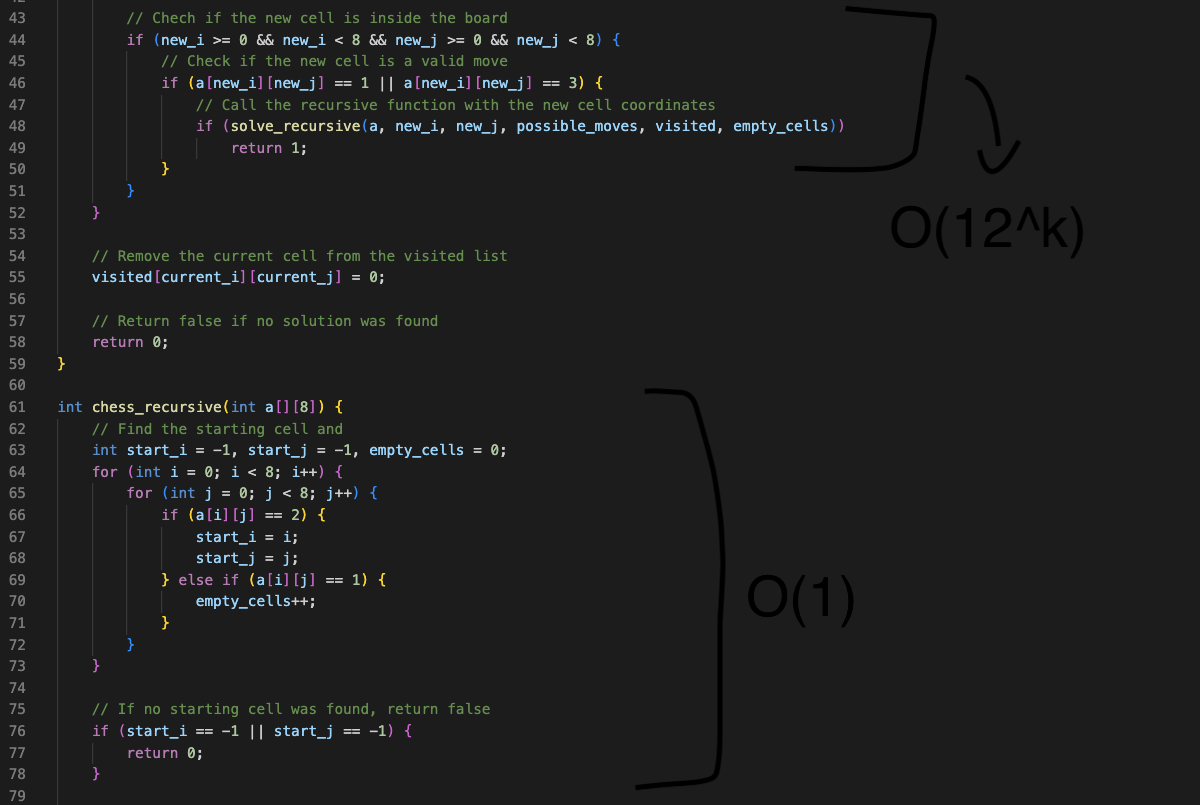 43 // Chech if the new cell is inside the board
44 if (new_i >= 0 && new_i < 8 && new_j >= 0 && new_j < 8) {
45 // Check if the new cell is a valid move
46 if (a[new_i][new_j] == 1 || a[new_i][new_j] == 3) {
47 // Call the recursive function with the new cell coordinates
48 if (solve_recursive(a, new_i, new_j, possible_moves, visited, empty_cells))
49 return 1;
50 }
51 }
52 }
O(12^k)
53
54 // Remove the current cell from the visited list
55 visited[current_i][current_j] = 0;
56
57 // Return false if no solution was found
58 return 0;
59 }
60
61 int chess_recursive(int a[][8]) {
62 // Find the starting cell and
63 int start_i = -1, start_j = -1, empty_cells = 0;
64 for (int i = 0; i < 8; i++) {
65 for (int j = 0; j < 8; j++) {
66 if (a[i][j] == 2) {
67 start_i = i;
68 start_j = j;
69 } else if (a[i][j] == 1) {
70 empty_cells++;
O(1)
71 }
72 }
73 }
74
75 // If no starting cell was found, return false
76 if (start_i == -1 || start_j == -1) {
77 return 0;
78 }
79